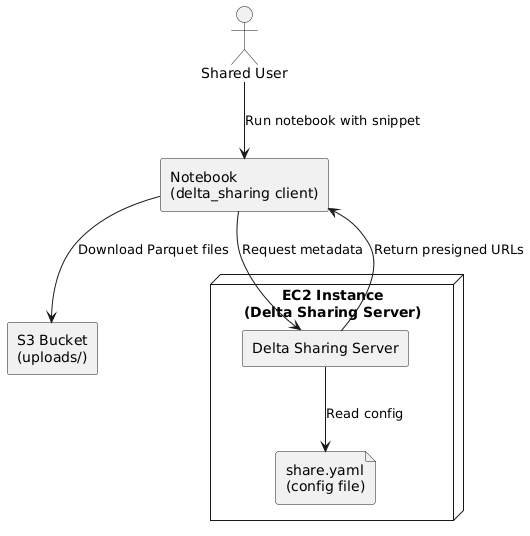 Shared User
Run notebook with snippet
Notebook
(delta_sharing client)
Download Parquet files
Request metadata
Return presigned URLs
EC2 Instance
(Delta Sharing Server)
S3 Bucket
(uploads/)
Delta Sharing Server
Read config
share.yaml
(config file)